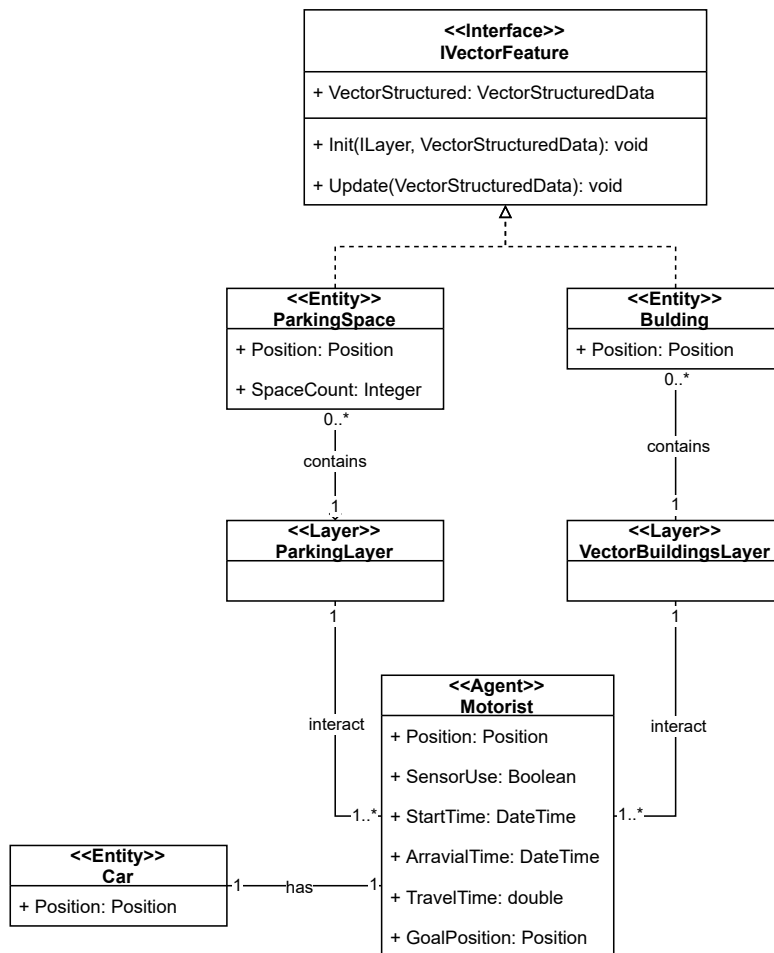 <<Interface>>
IVectorFeature
+ VectorStructured: VectorStructuredData
+ Init(ILayer, VectorStructuredData): void
+ Update(VectorStructuredData): void
<<Entity>>
ParkingSpace
+ Position: Position
+ SpaceCount: Integer
<<Entity>>
Bulding
+ Position: Position
0..*
contains
1
0..*
contains
1
<<Layer>>
ParkingLayer
<<Layer>>
VectorBuildingsLayer
1
interact
1..*
1
interact
1..*
<<Agent>>
Motorist
+ Position: Position
+ SensorUse: Boolean
+ StartTime: DateTime
+ ArravialTime: DateTime
+ TravelTime: double
+ GoalPosition: Position
<<Entity>>
Car
+ Position: Position
1
has
1